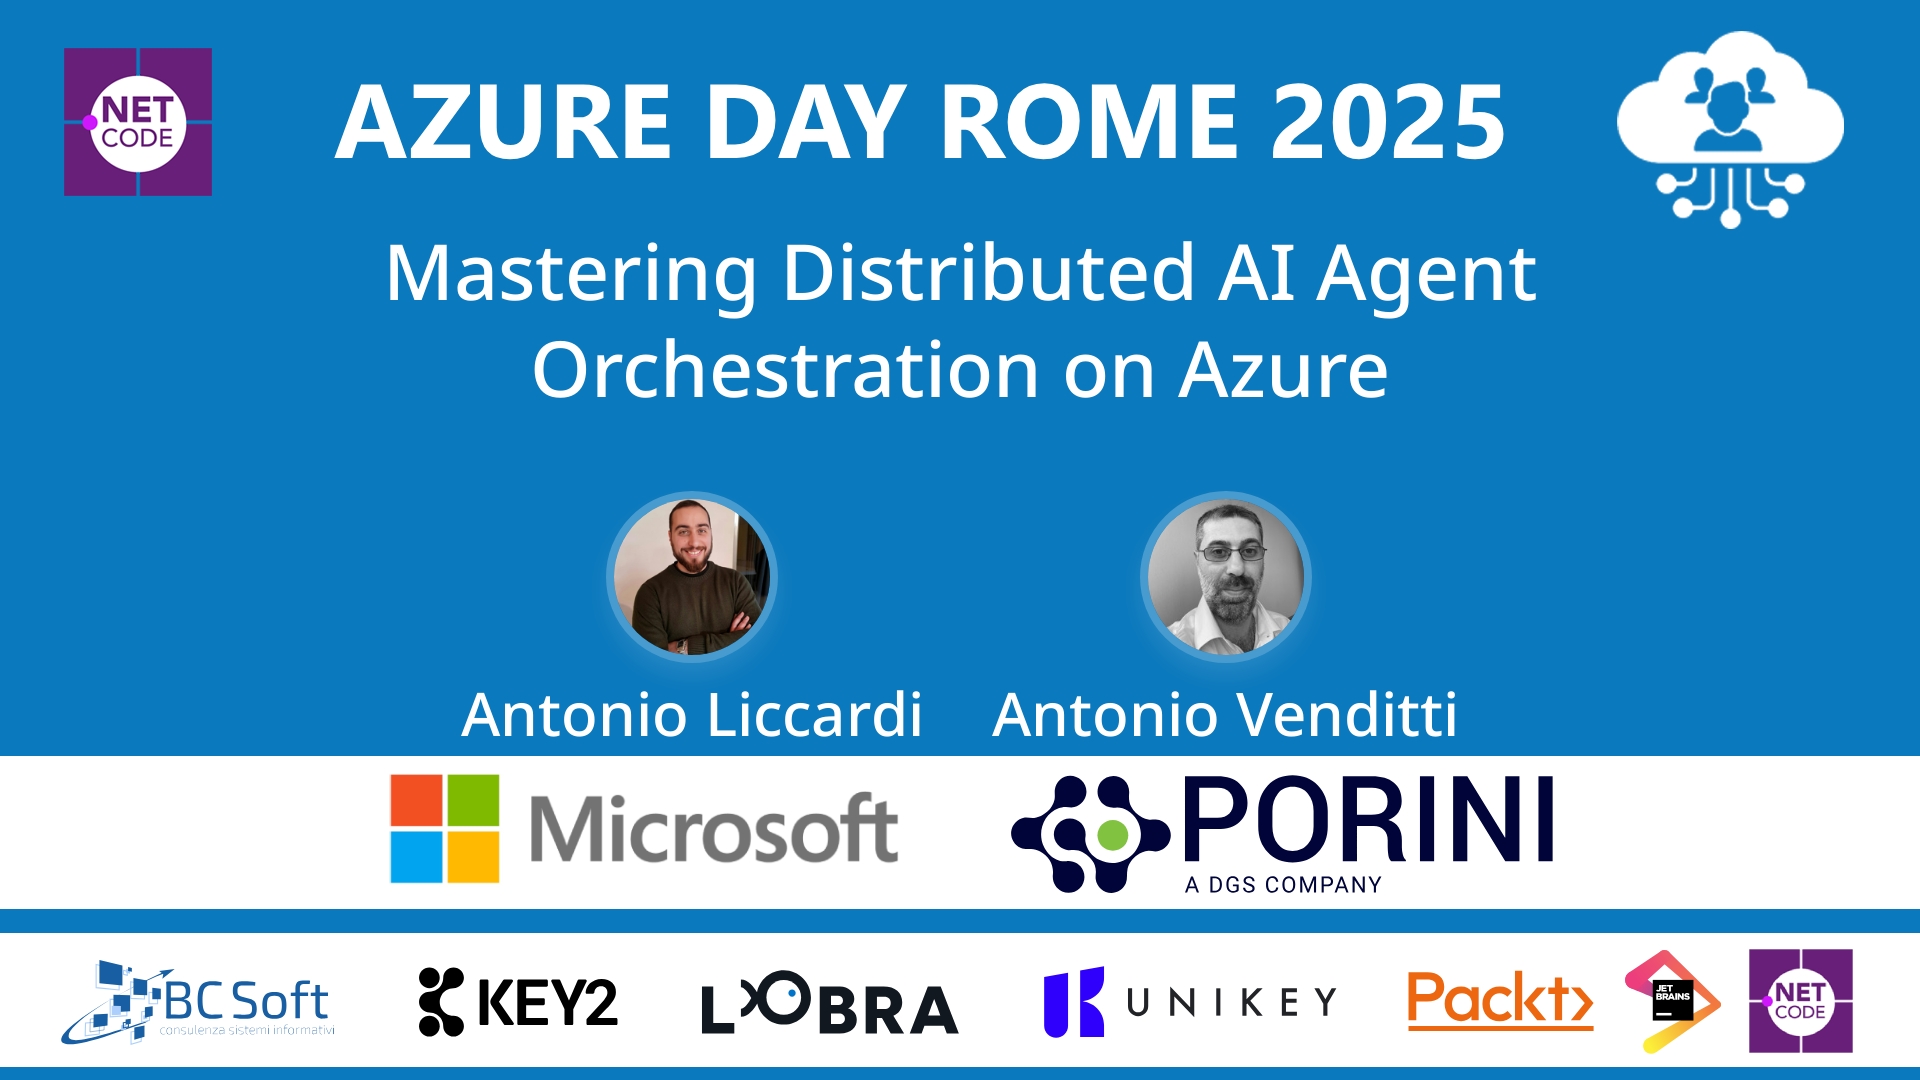 NET
CODE
AZURE DAY ROME 2025
Mastering Distributed AI Agent
Orchestration on Azure
Antonio Liccardi
Antonio Venditti
Microsoft
PORINI
A DGS COMPANY
BC Soft
consulenza sistemi informativi
KEY2
LOBRA
UNIKEY
Packt>
JET
BRAINS
NET
CODE